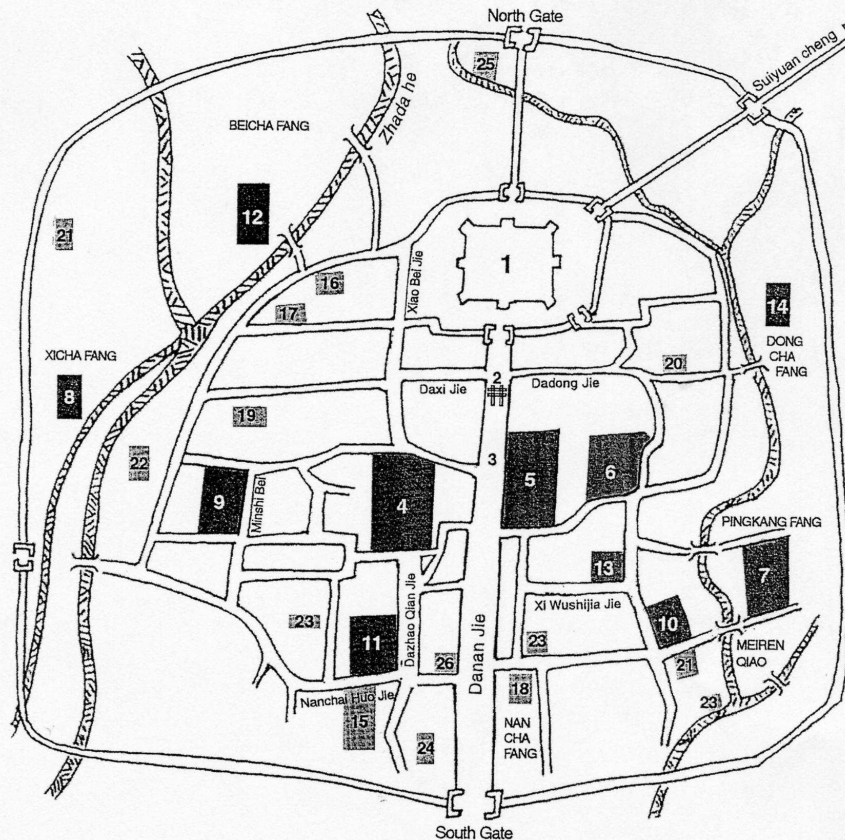 North Gate
Suiyuan cheng
25
Zhada he
BEICHA FANG
12
21
1
16
Xiao Bei Jie
17
14
DONG
CHA
FANG
XICHA FANG
8
20
2
Daxi Jie
Dadong Jie
19
3
22
9
Minshi Bei
4
5
6
PINGKANG FANG
13
7
Dazhao Qian Jie
Xi Wushijia Jie
10
23
11
23
MEIREN
QIAO
26
Danan Jie
21
Nanchai Huo Jie
18
15
23
NAN
CHA
FANG
24
South Gate